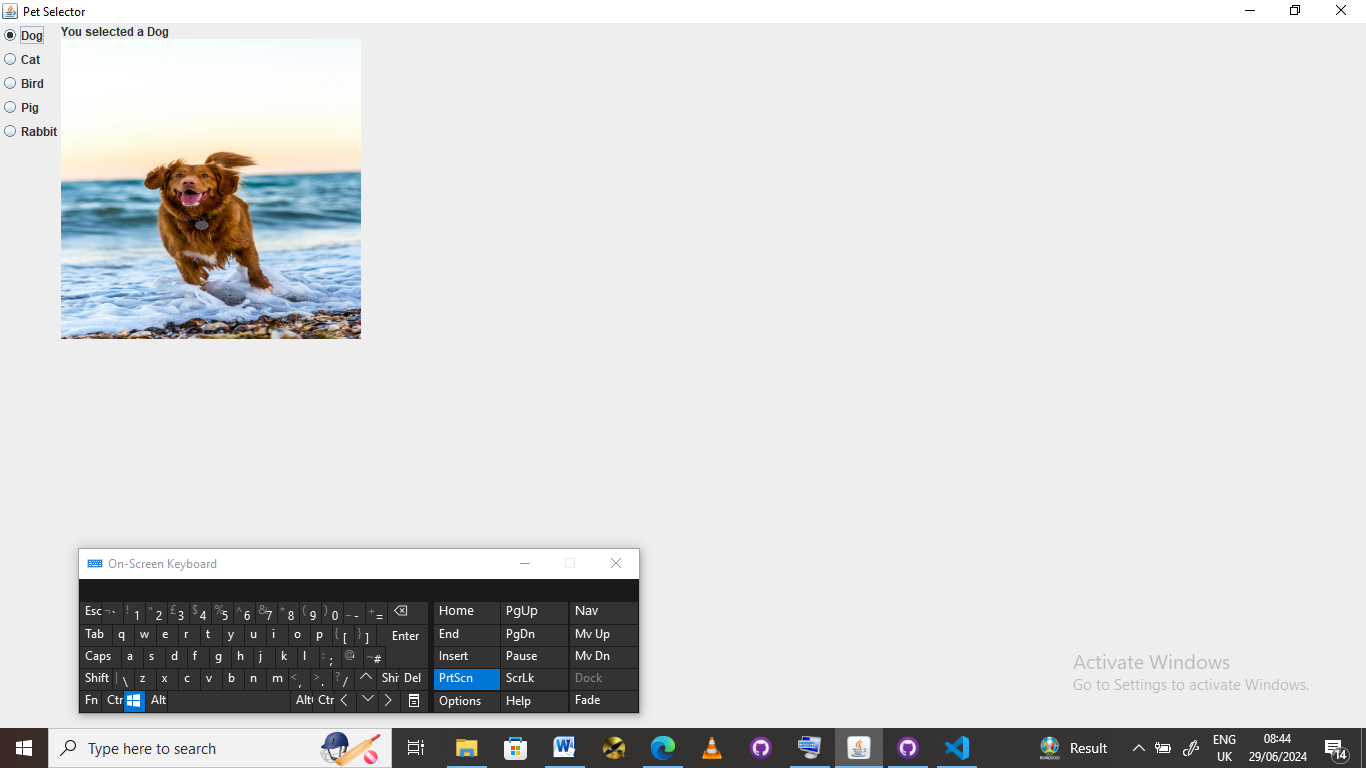 Pet Selector
Dog
You selected a Dog
Cat
Bird
Pig
Rabbit
On-Screen Keyboard
Esc ¬ ` ! 1 " 2 £ 3 $ 4 % 5 ^ 6 & 7 * 8 ( 9 ) 0 _ - + = Home PgUp Nav
Tab q w e r t y u i o p { [ } ] Enter End PgDn Mv Up
Caps a s d f g h j k l : ; @ ' ~ # Insert Pause Mv Dn
Shift | \ z x c v b n m < , > . ? / Shi Del PrtScn ScrLk Dock
Fn Ctr Alt Alt Ctr Options Help Fade
Activate Windows
Go to Settings to activate Windows.
Type here to search
Result
ENG
UK
08:44
29/06/2024
14